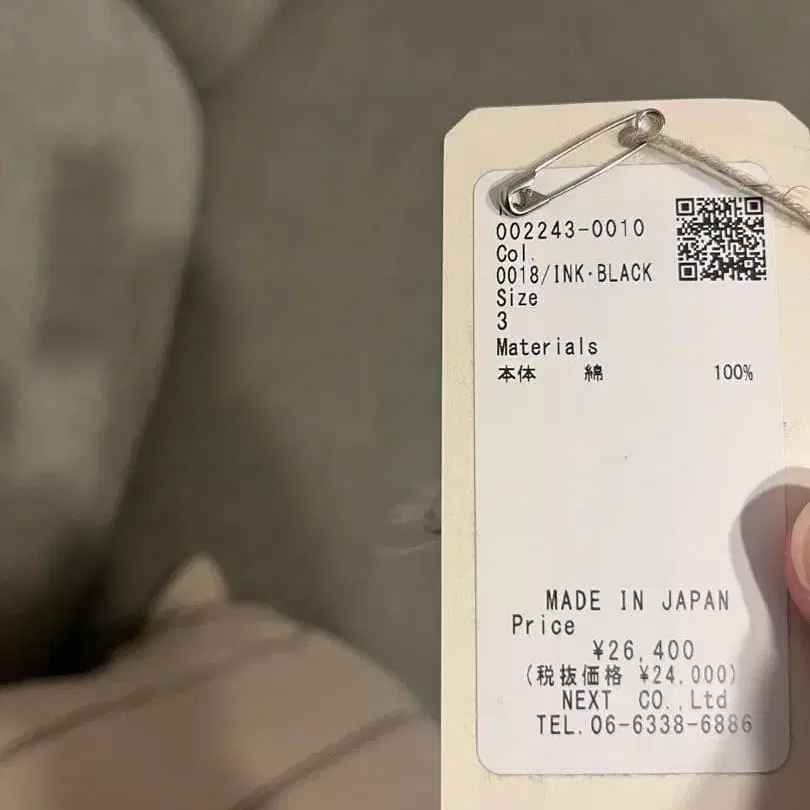 002243-0010
Col.
0018/INK·BLACK
Size
3
Materials
本体 綿 100%
MADE IN JAPAN
Price
¥26,400
(税抜価格 ¥24,000)
NEXT CO.,Ltd
TEL.06-6338-6886